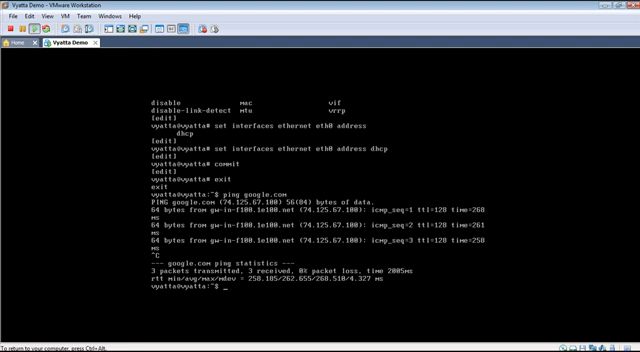 Vyatta Demo - VMware Workstation
File Edit View VM Team Windows Help
Home Vyatta Demo
disable mac vif
disable-link-detect mtu vrrp
[edit]
vyatta@vyatta# set interfaces ethernet eth0 address
dhcp
[edit]
vyatta@vyatta# set interfaces ethernet eth0 address dhcp
[edit]
vyatta@vyatta# commit
[edit]
vyatta@vyatta# exit
exit
vyatta@vyatta:~$ ping google.com
PING google.com (74.125.67.100) 56(84) bytes of data.
64 bytes from gw-in-f100.1e100.net (74.125.67.100): icmp_seq=1 ttl=128 time=268
ms
64 bytes from gw-in-f100.1e100.net (74.125.67.100): icmp_seq=2 ttl=128 time=261
ms
64 bytes from gw-in-f100.1e100.net (74.125.67.100): icmp_seq=3 ttl=128 time=258
ms
^C
--- google.com ping statistics ---
3 packets transmitted, 3 received, 0% packet loss, time 2005ms
rtt min/avg/max/mdev = 258.185/262.655/268.510/4.327 ms
vyatta@vyatta:~$ _
To return to your computer, press Ctrl+Alt.